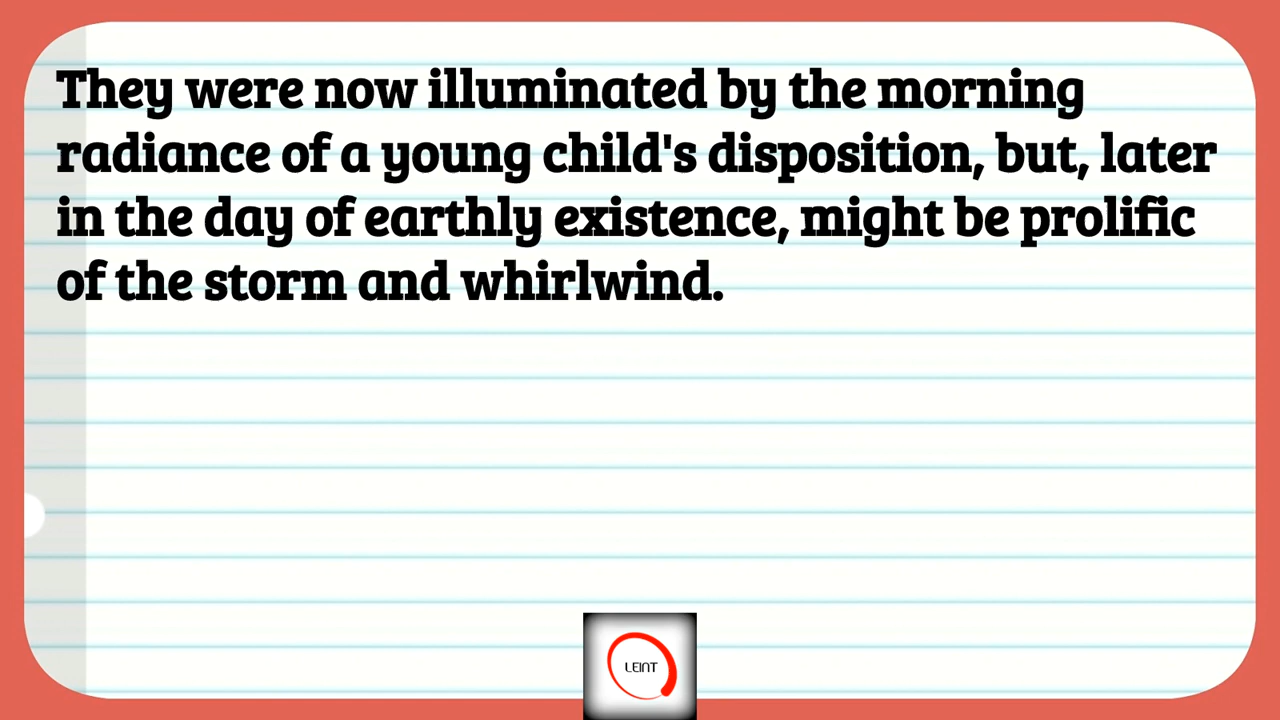 They were now illuminated by the morning
radiance of a young child's disposition, but, later
in the day of earthly existence, might be prolific
of the storm and whirlwind.
LEINT